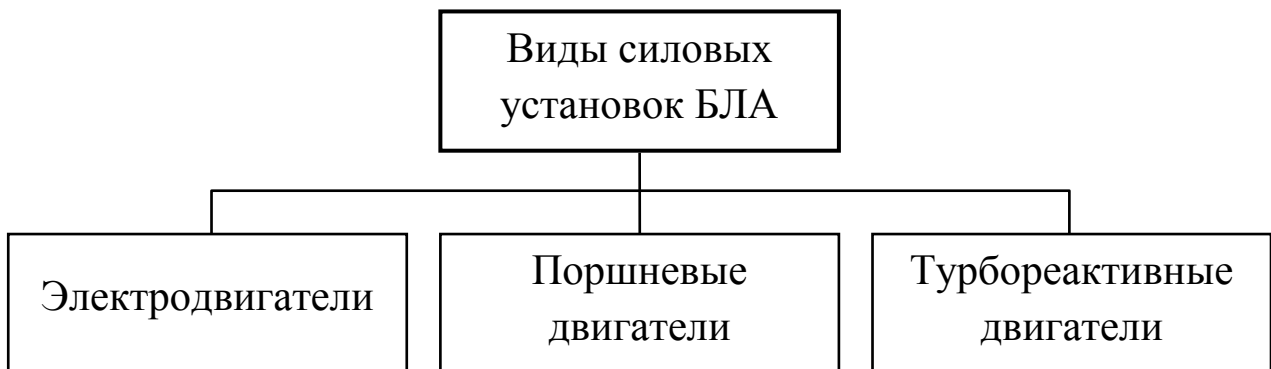 Виды силовых
установок БЛА
Электродвигатели
Поршневые
двигатели
Турбореактивные
двигатели